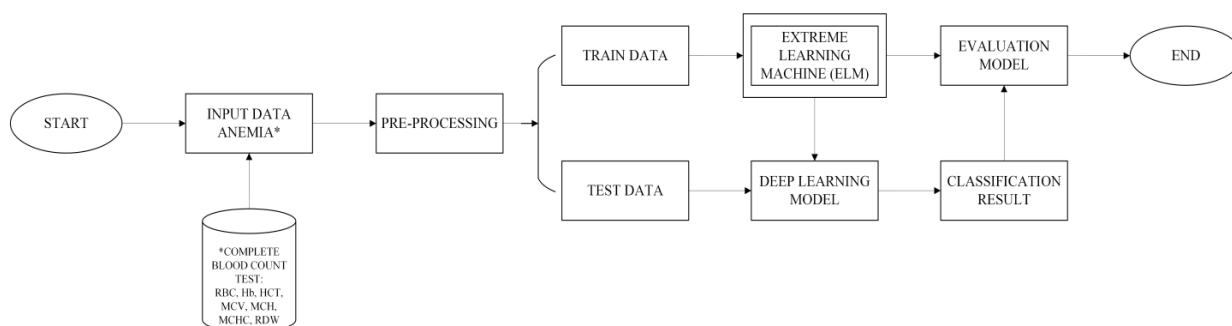 START
INPUT DATA
ANEMIA*
*COMPLETE
BLOOD COUNT
TEST:
RBC, Hb, HCT,
MCV, MCH,
MCHC, RDW
PRE-PROCESSING
TRAIN DATA
EXTREME
LEARNING
MACHINE (ELM)
EVALUATION
MODEL
END
TEST DATA
DEEP LEARNING
MODEL
CLASSIFICATION
RESULT